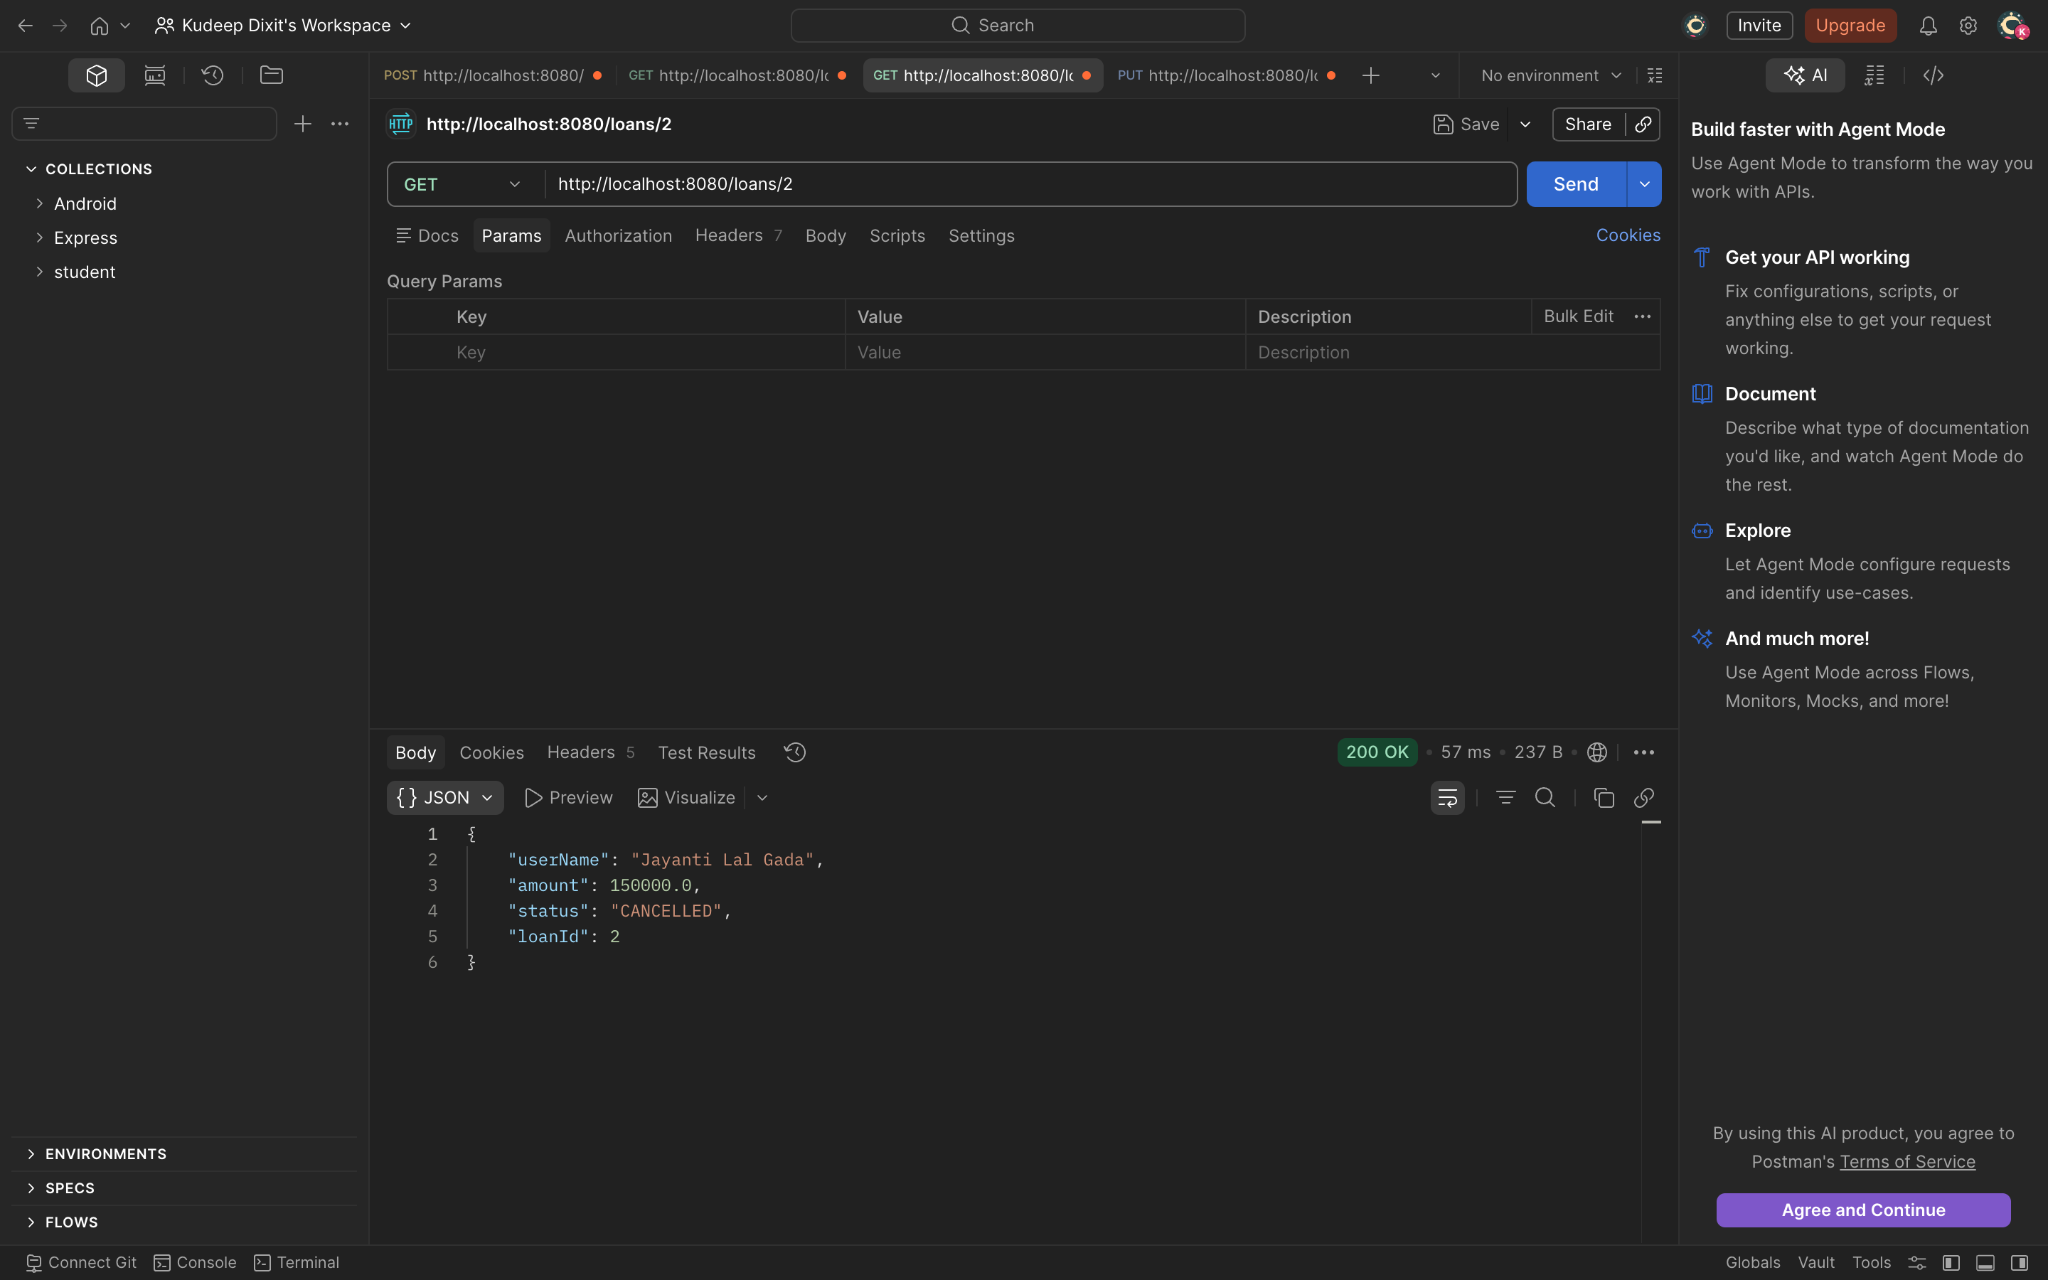 Kudeep Dixit's Workspace
Search
Invite
Upgrade
K
POST http://localhost:8080/
GET http://localhost:8080/lo
GET http://localhost:8080/lo
PUT http://localhost:8080/lo
No environment
AI
HTTP http://localhost:8080/loans/2
Save
Share
COLLECTIONS
Android
Express
student
GET http://localhost:8080/loans/2
Send
Docs Params Authorization Headers 7 Body Scripts Settings
Cookies
Query Params
Key Value Description Bulk Edit
Key Value Description
Body Cookies Headers 5 Test Results
200 OK • 57 ms • 237 B
{} JSON Preview Visualize
1 {
2 "userName": "Jayanti Lal Gada",
3 "amount": 150000.0,
4 "status": "CANCELLED",
5 "loanId": 2
6 }
Build faster with Agent Mode
Use Agent Mode to transform the way you
work with APIs.
Get your API working
Fix configurations, scripts, or
anything else to get your request
working.
Document
Describe what type of documentation
you'd like, and watch Agent Mode do
the rest.
Explore
Let Agent Mode configure requests
and identify use-cases.
And much more!
Use Agent Mode across Flows,
Monitors, Mocks, and more!
By using this AI product, you agree to
Postman's Terms of Service
Agree and Continue
ENVIRONMENTS
SPECS
FLOWS
Connect Git Console Terminal
Globals Vault Tools